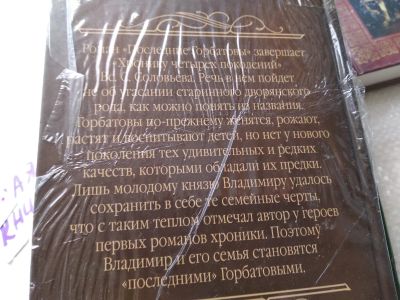 Роман «Последние Горбатовы» завершает
«Хронику четырех поколений»
Вс. С. Соловьева. Речь в нем пойдет
не об угасании старинного дворянского
рода, как можно понять из названия.
Горбатовы по-прежнему женятся, рожают,
растят и воспитывают детей, но нет у нового
поколения тех удивительных и редких
качеств, которыми обладали их предки.
Лишь молодому князю Владимиру удалось
сохранить в себе те семейные черты,
что с таким теплом отмечал автор у героев
первых романов хроники. Поэтому
Владимир и его семья становятся
«последними» Горбатовыми.